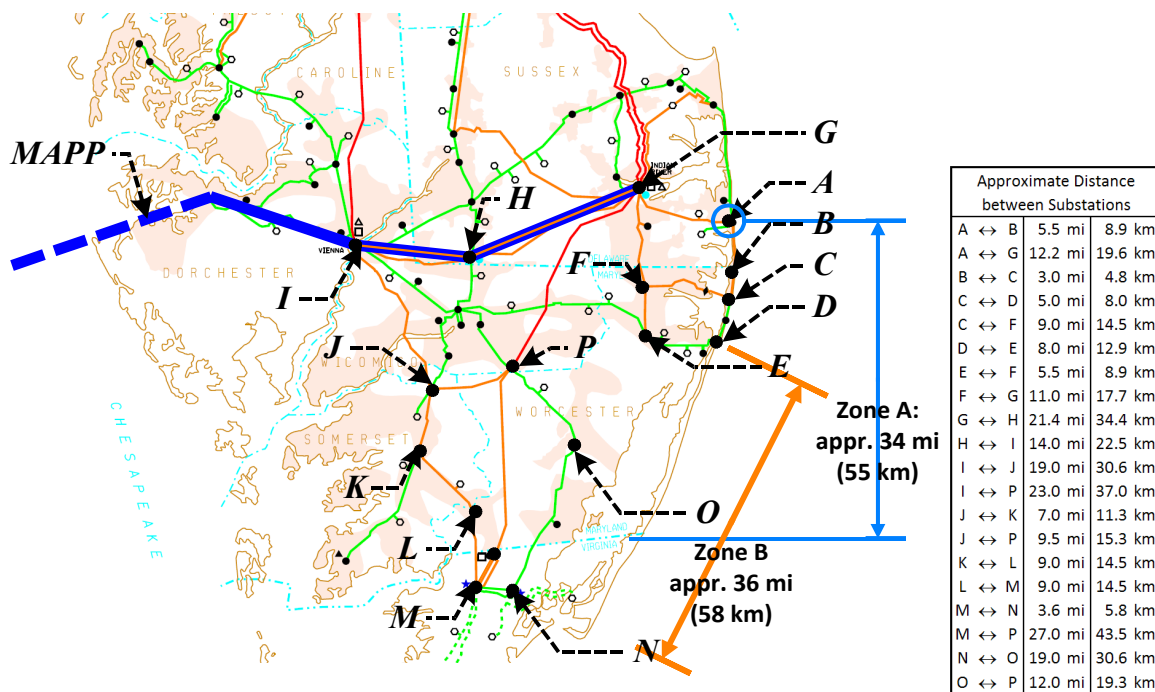 CAROLINE
SUSSEX
MAPP
G
INDIAN
RIVER
A
H
B
VIENNA
DELAWARE
MARY
DORCHESTER
F
C
I
D
J
P
E
WICOMICO
WORCESTER
SOMERSET
CHESAPEAKE
K
O
L
MARYLAND
VIRGINIA
M
N
Zone A:
appr. 34 mi
(55 km)
Zone B
appr. 36 mi
(58 km)
Approximate Distance
between Substations
A ↔ B 5.5 mi 8.9 km
A ↔ G 12.2 mi 19.6 km
B ↔ C 3.0 mi 4.8 km
C ↔ D 5.0 mi 8.0 km
C ↔ F 9.0 mi 14.5 km
D ↔ E 8.0 mi 12.9 km
E ↔ F 5.5 mi 8.9 km
F ↔ G 11.0 mi 17.7 km
G ↔ H 21.4 mi 34.4 km
H ↔ I 14.0 mi 22.5 km
I ↔ J 19.0 mi 30.6 km
I ↔ P 23.0 mi 37.0 km
J ↔ K 7.0 mi 11.3 km
J ↔ P 9.5 mi 15.3 km
K ↔ L 9.0 mi 14.5 km
L ↔ M 9.0 mi 14.5 km
M ↔ N 3.6 mi 5.8 km
M ↔ P 27.0 mi 43.5 km
N ↔ O 19.0 mi 30.6 km
O ↔ P 12.0 mi 19.3 km